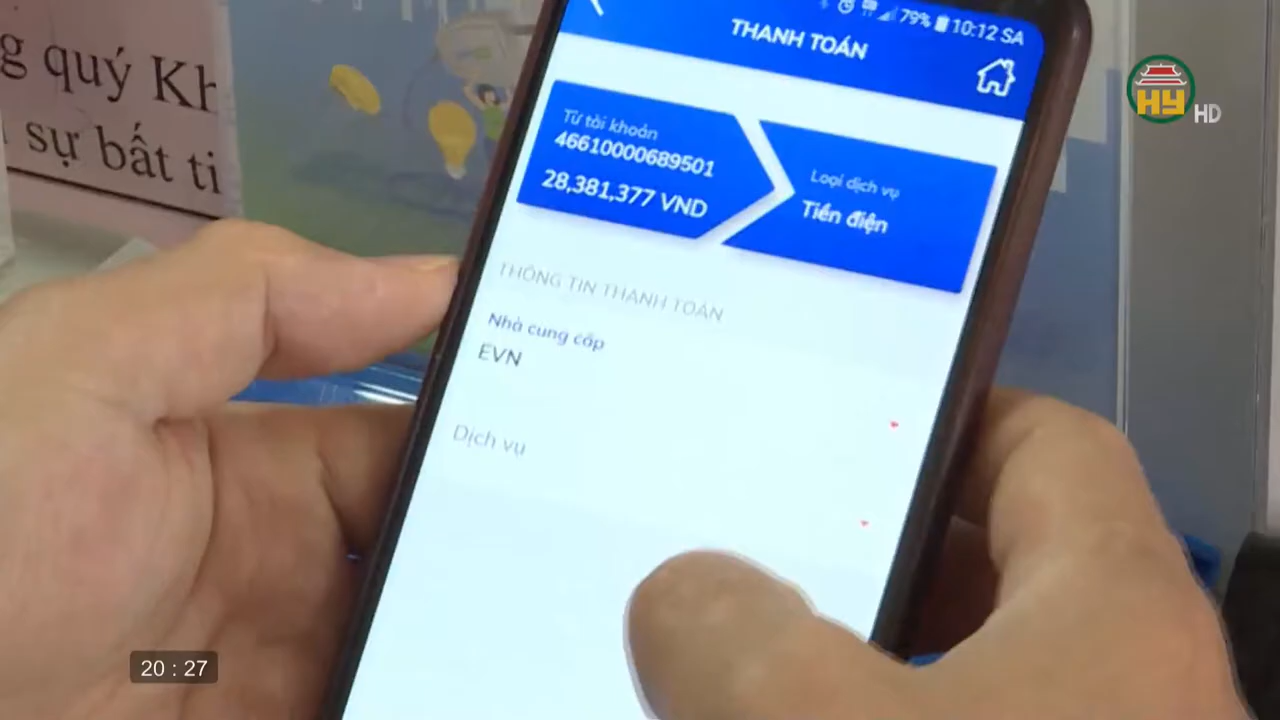 g quý Kh
sự bất ti
79% 10:12 SA
THANH TOÁN
Từ tài khoản
46610000689501
28,381,377 VND
Loại dịch vụ
Tiền điện
THÔNG TIN THANH TOÁN
Nhà cung cấp
EVN
Dịch vụ
HY HD
20 : 27